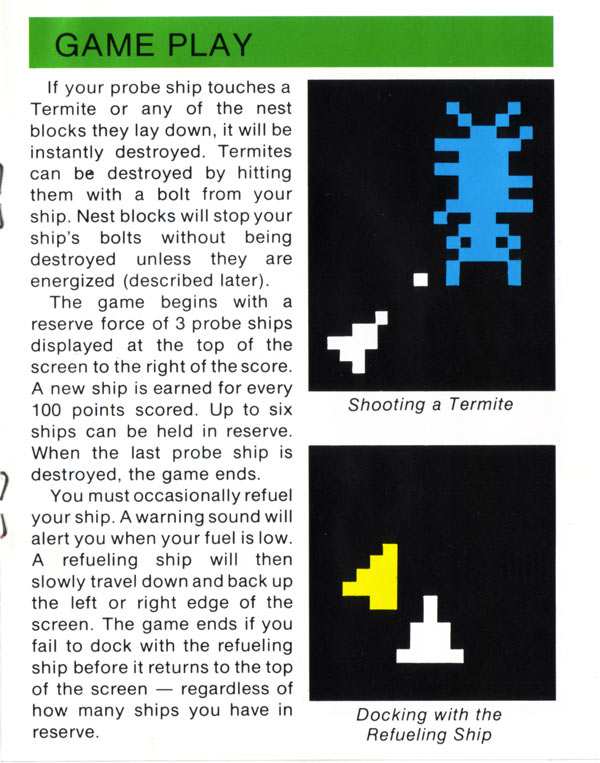 GAME PLAY
If your probe ship touches a
Termite or any of the nest
blocks they lay down, it will be
instantly destroyed. Termites
can be destroyed by hitting
them with a bolt from your
ship. Nest blocks will stop your
ship's bolts without being
destroyed unless they are
energized (described later).
The game begins with a
reserve force of 3 probe ships
displayed at the top of the
screen to the right of the score.
A new ship is earned for every
100 points scored. Up to six
ships can be held in reserve.
When the last probe ship is
destroyed, the game ends.
You must occasionally refuel
your ship. A warning sound will
alert you when your fuel is low.
A refueling ship will then
slowly travel down and back up
the left or right edge of the
screen. The game ends if you
fail to dock with the refueling
ship before it returns to the top
of the screen — regardless of
how many ships you have in
reserve.
Shooting a Termite
Docking with the
Refueling Ship